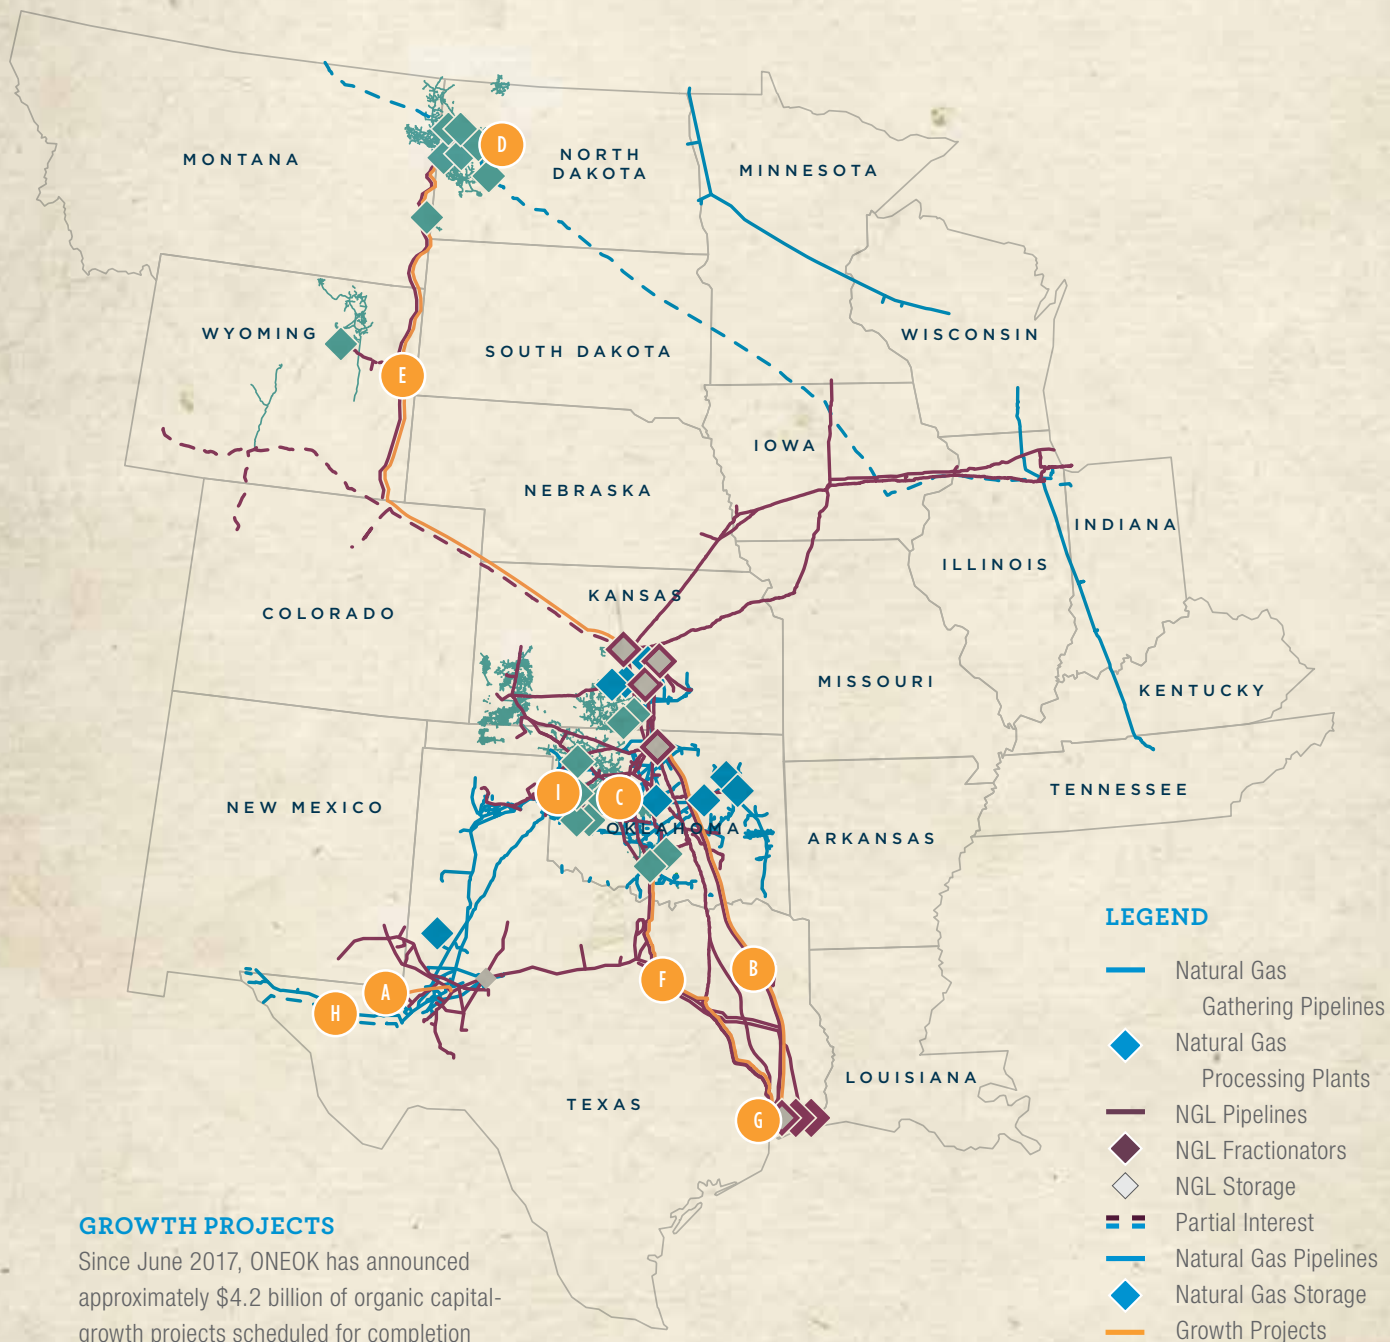 D
NORTH
DAKOTA
MONTANA
MINNESOTA
WYOMING
SOUTH DAKOTA
WISCONSIN
E
IOWA
NEBRASKA
INDIANA
ILLINOIS
KANSAS
COLORADO
MISSOURI
KENTUCKY
I
C
TENNESSEE
NEW MEXICO
OKLAHOMA
ARKANSAS
B
F
A
H
LOUISIANA
TEXAS
G
LEGEND
Natural Gas
Gathering Pipelines
Natural Gas
Processing Plants
NGL Pipelines
NGL Fractionators
NGL Storage
Partial Interest
Natural Gas Pipelines
Natural Gas Storage
Growth Projects
GROWTH PROJECTS
Since June 2017, ONEOK has announced
approximately $4.2 billion of organic capital-
growth projects scheduled for completion